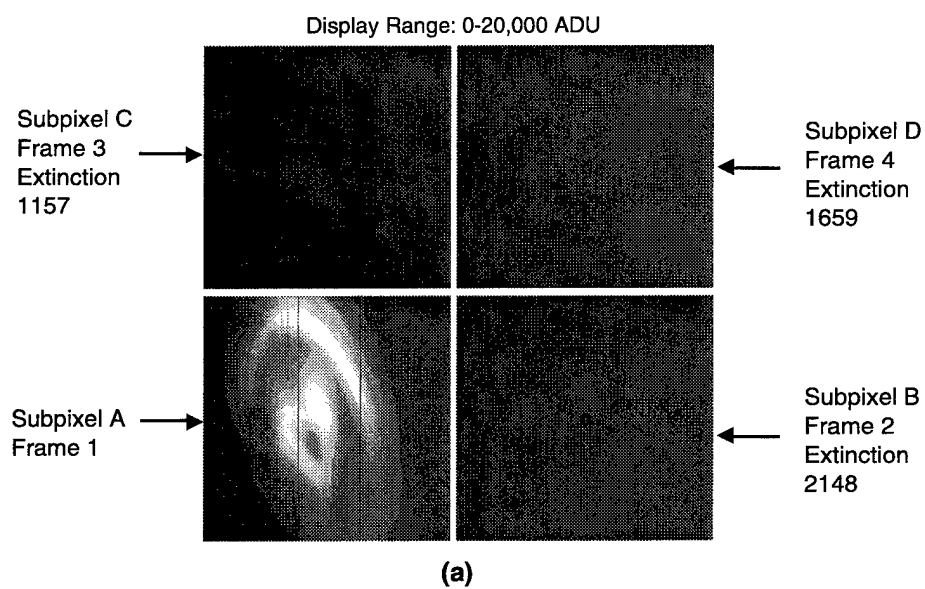 Display Range: 0-20,000 ADU
Subpixel C
Frame 3
Extinction
1157
Subpixel D
Frame 4
Extinction
1659
Subpixel A
Frame 1
Subpixel B
Frame 2
Extinction
2148
(a)